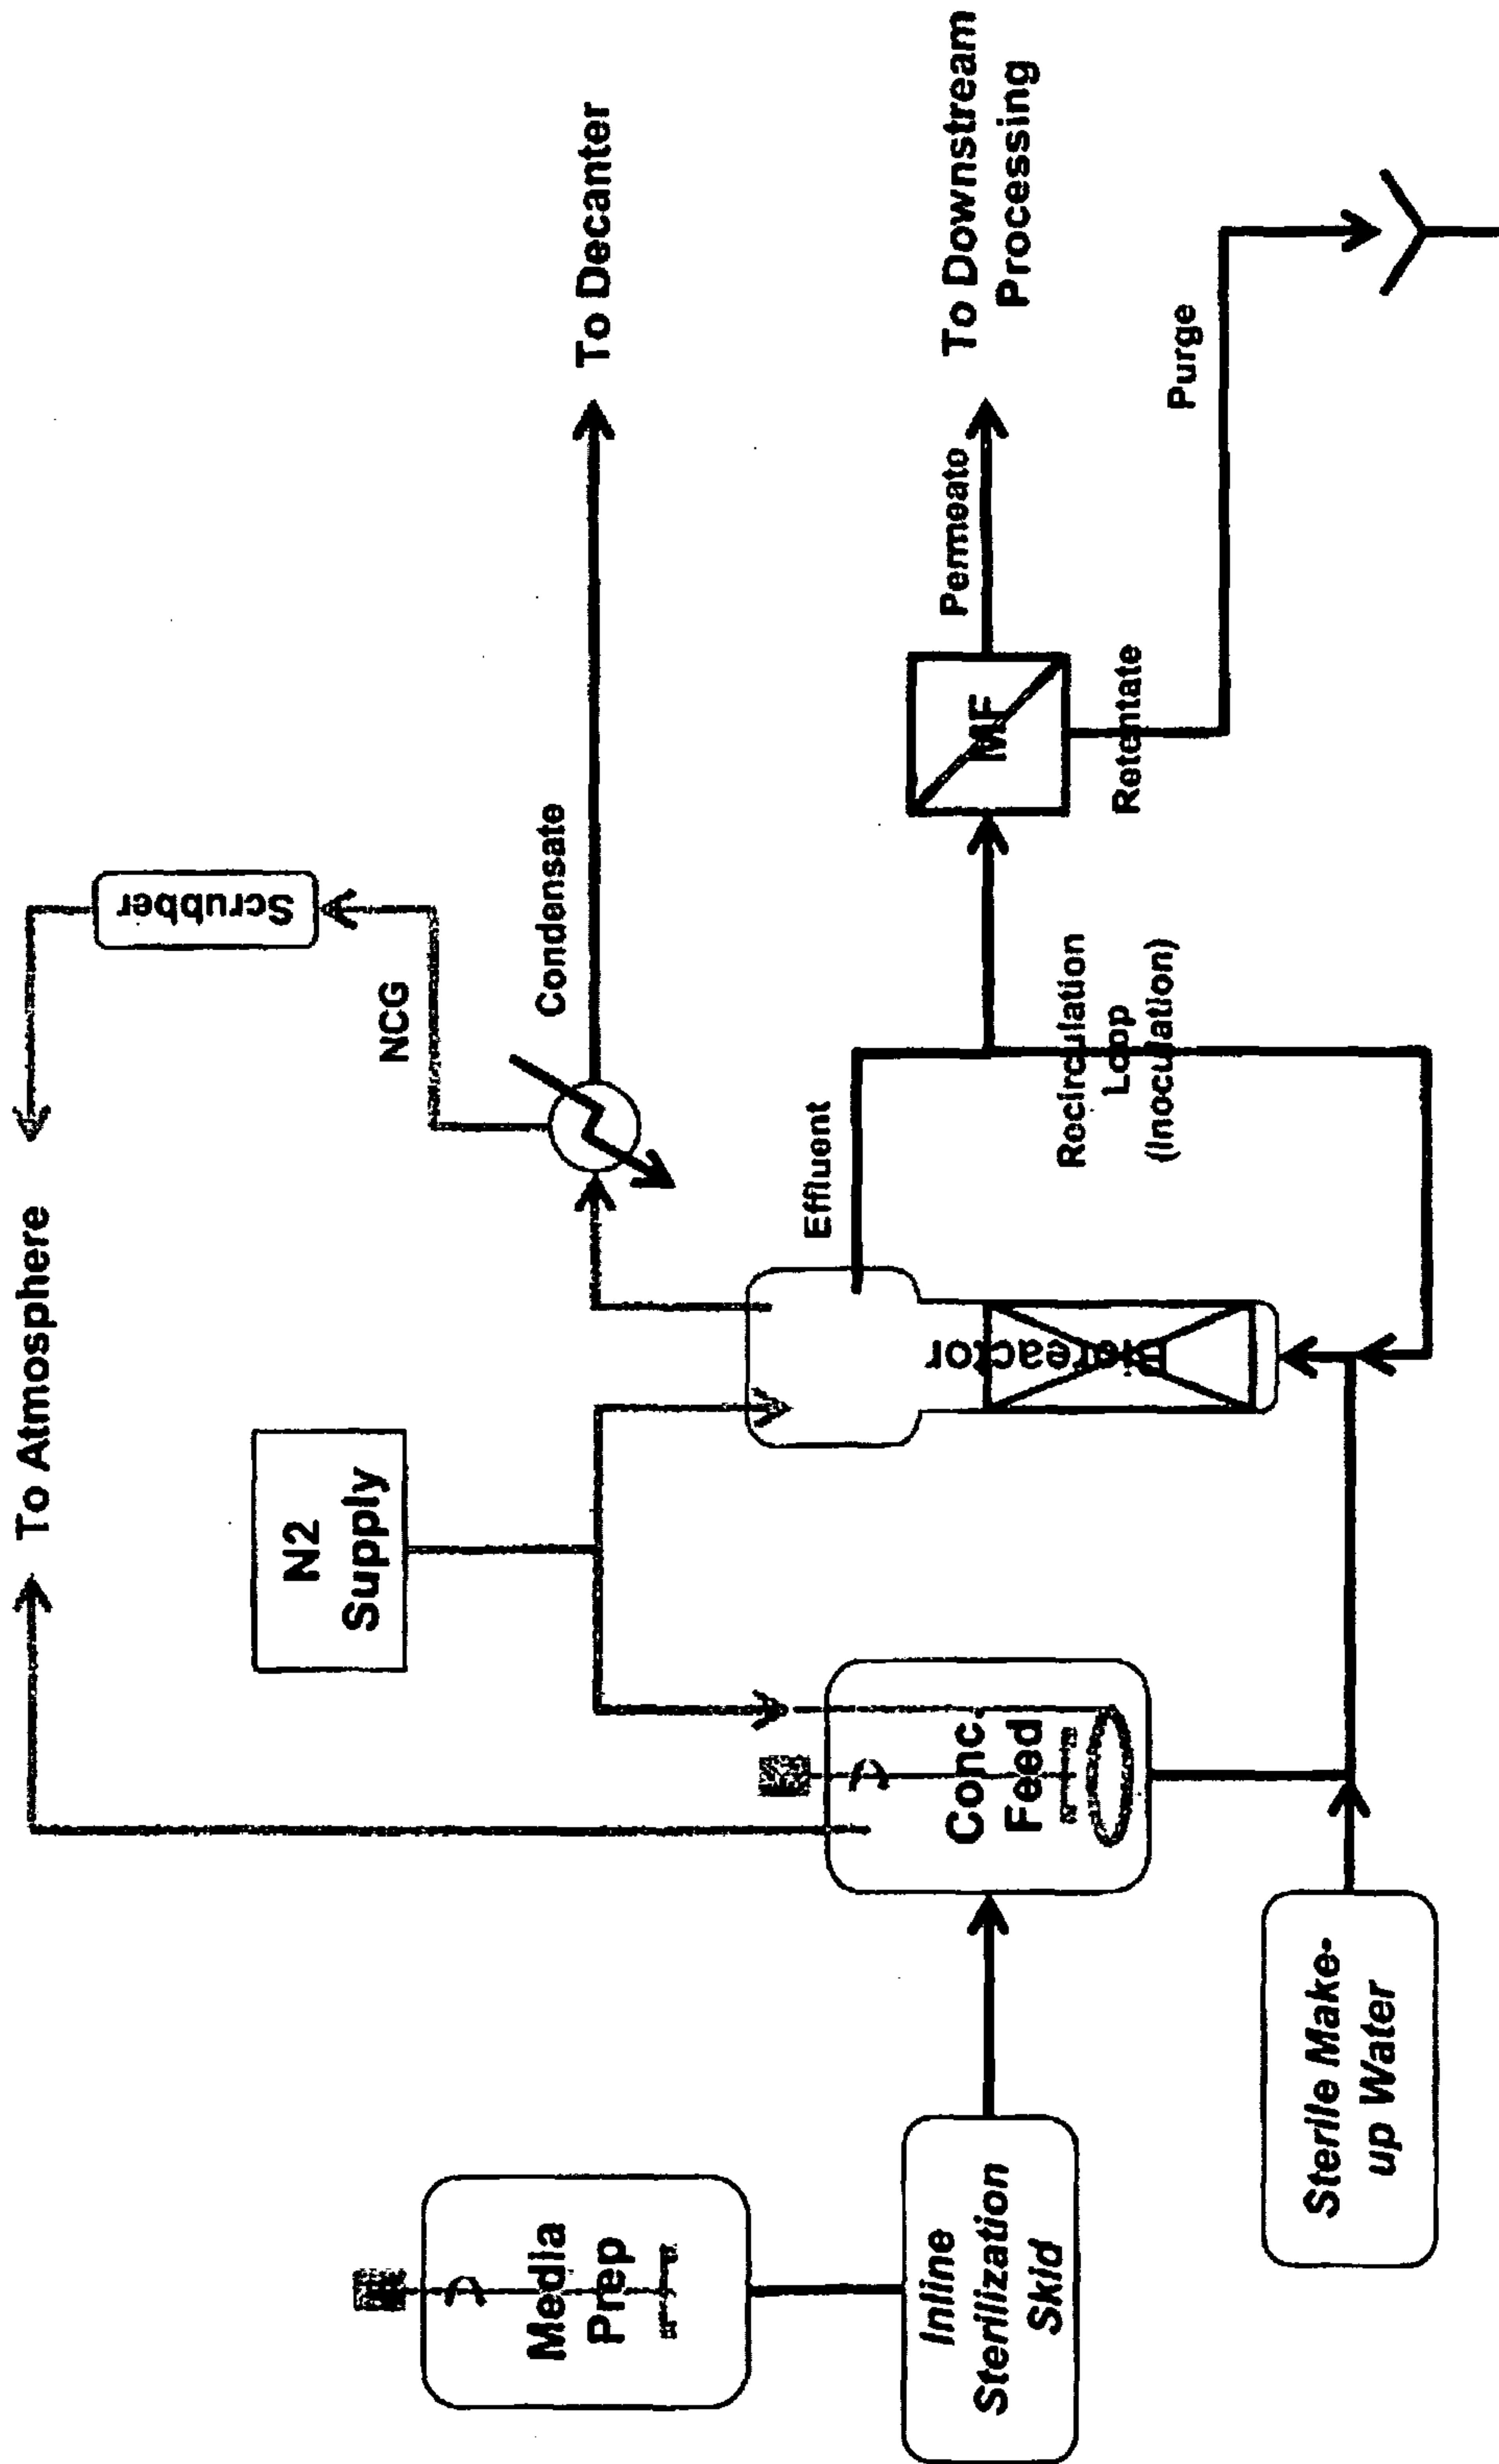 To Atmosphere
Scrubber
NCG
N2
Supply
Condensate
To Decanter
Media
Prep
Conc.
Feed
Effluent
Bioreactor
Permeate
To Downstream
Processing
MF
Retentate
Purge
Recirculation
Loop
(Inoculation)
Inline
Sterilization
Skid
Sterile Make-
up Water